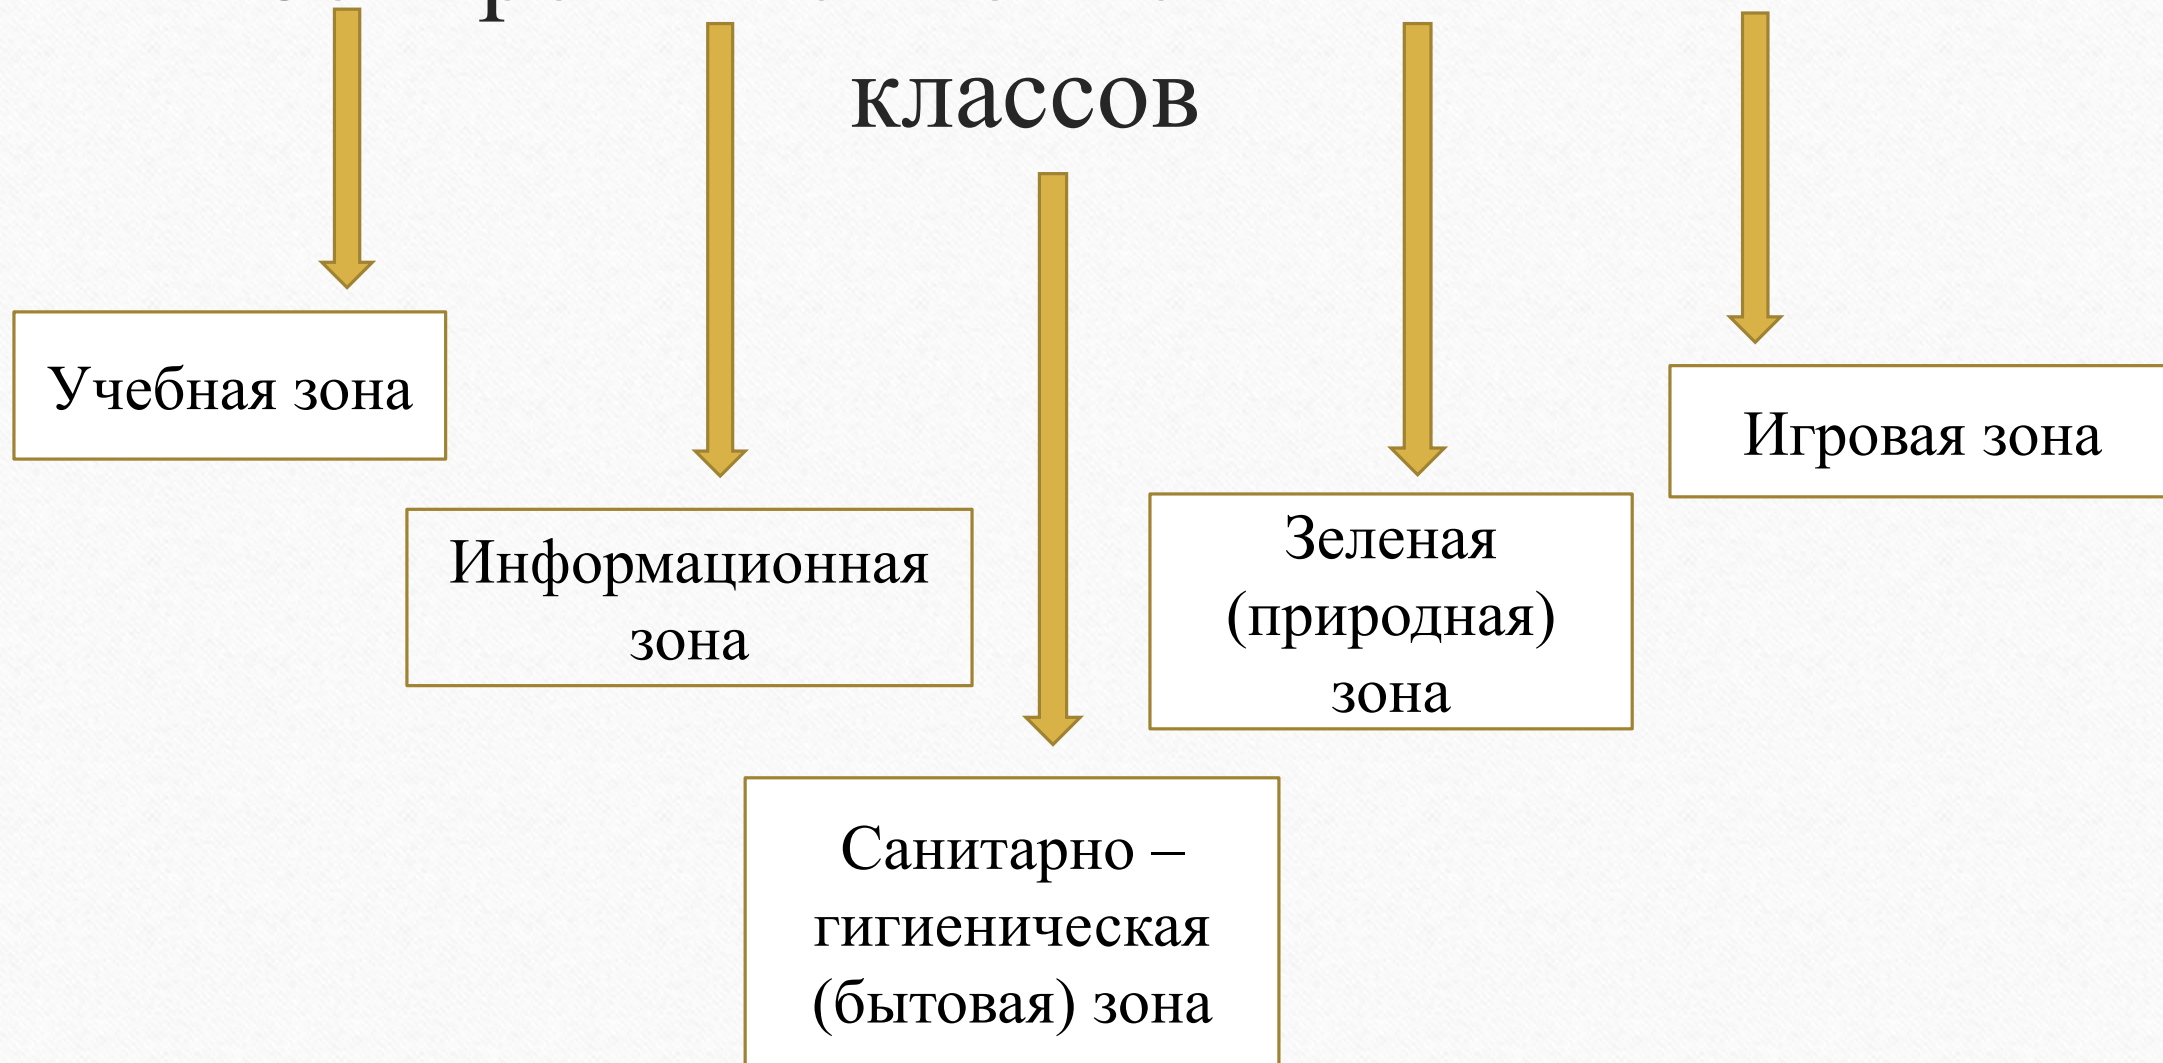 классов
Учебная зона
Информационная
зона
Санитарно –
гигиеническая
(бытовая) зона
Зеленая
(природная)
зона
Игровая зона